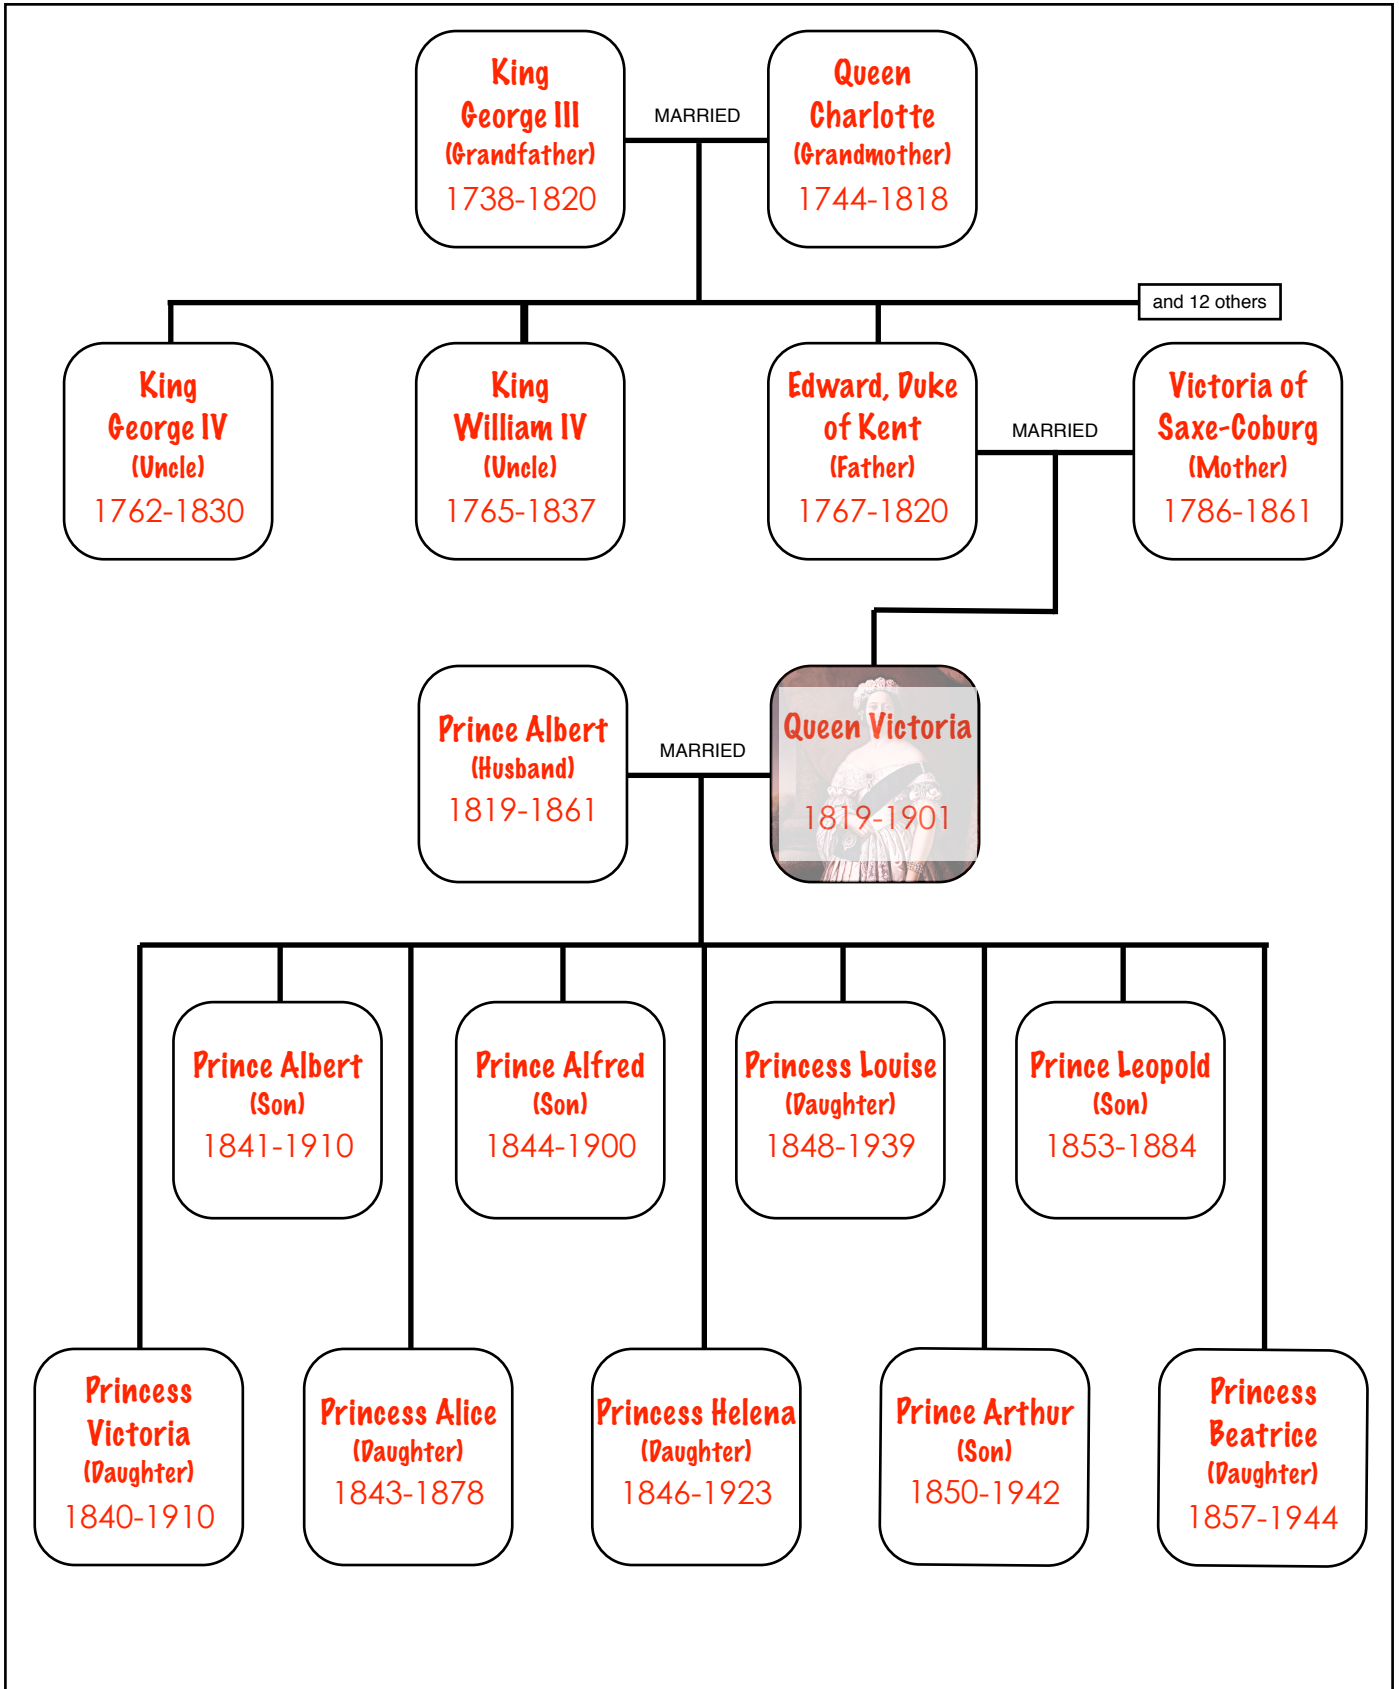 King
George III
(Grandfather)
1738-1820
MARRIED
Queen
Charlotte
(Grandmother)
1744-1818
and 12 others
King
George IV
(Uncle)
1762-1830
King
William IV
(Uncle)
1765-1837
Edward, Duke
of Kent
(Father)
1767-1820
MARRIED
Victoria of
Saxe-Coburg
(Mother)
1786-1861
Prince Albert
(Husband)
1819-1861
MARRIED
Queen Victoria
1819-1901
Prince Albert
(Son)
1841-1910
Prince Alfred
(Son)
1844-1900
Princess Louise
(Daughter)
1848-1939
Prince Leopold
(Son)
1853-1884
Princess
Victoria
(Daughter)
1840-1910
Princess Alice
(Daughter)
1843-1878
Princess Helena
(Daughter)
1846-1923
Prince Arthur
(Son)
1850-1942
Princess
Beatrice
(Daughter)
1857-1944